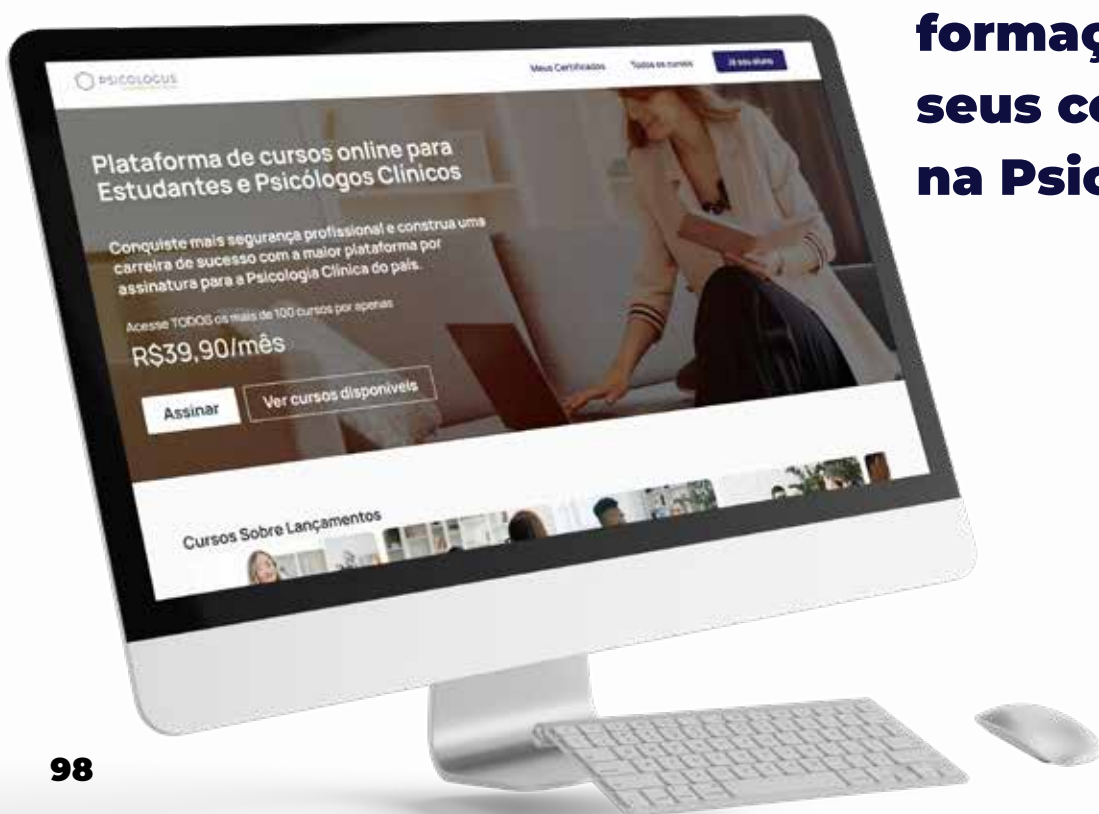 formaç
seus co
na Psic
PSICOLOGUS
Meus Certificados
Todos os cursos
Já sou aluno
Plataforma de cursos online para
Estudantes e Psicólogos Clínicos
Conquiste mais segurança profissional e construa uma
carreira de sucesso com a maior plataforma por
assinatura para a Psicologia Clínica do país.
Acesse TODOS os mais de 100 cursos por apenas
R$39,90/mês
Assinar
Ver cursos disponíveis
Cursos Sobre Lançamentos
98